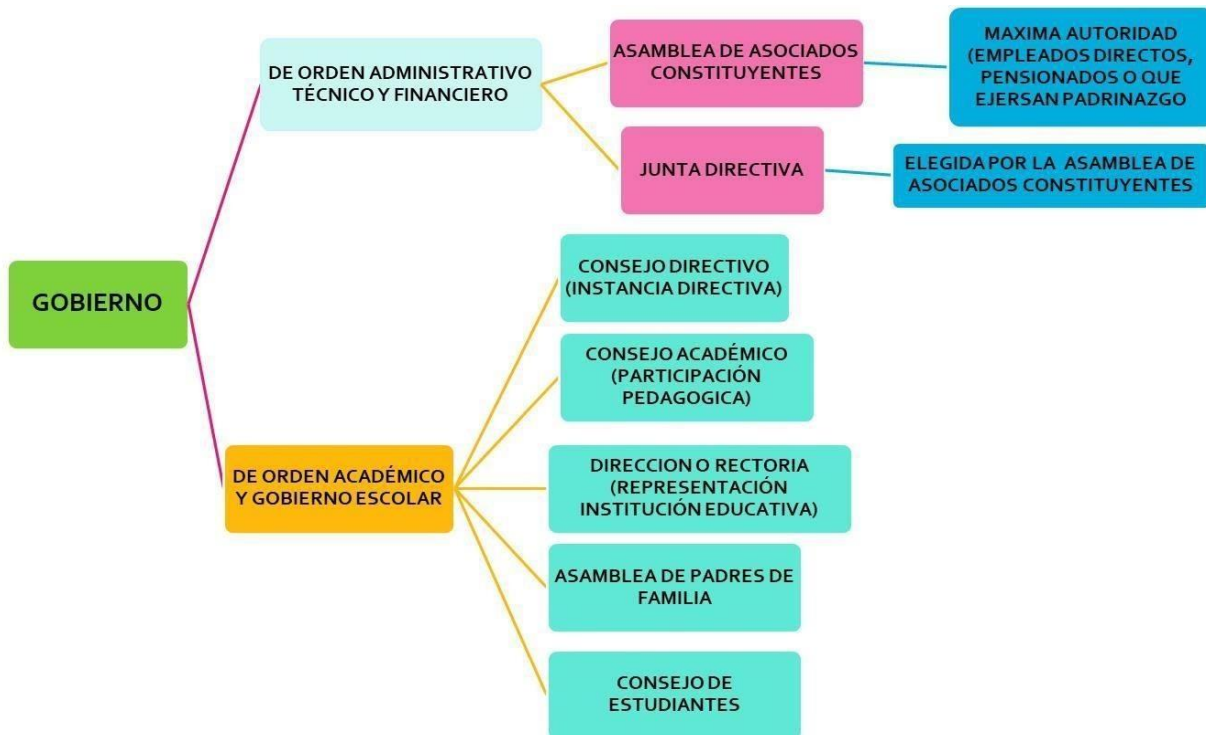 GOBIERNO
DE ORDEN ADMINISTRATIVO
TÉCNICO Y FINANCIERO
ASAMBLEA DE ASOCIADOS
CONSTITUYENTES
MAXIMA AUTORIDAD
(EMPLEADOS DIRECTOS,
PENSIONADOS O QUE
EJERSAN PADRINAZGO
JUNTA DIRECTIVA
ELEGIDA POR LA ASAMBLEA DE
ASOCIADOS CONSTITUYENTES
DE ORDEN ACADÉMICO
Y GOBIERNO ESCOLAR
CONSEJO DIRECTIVO
(INSTANCIA DIRECTIVA)
CONSEJO ACADÉMICO
(PARTICIPACIÓN
PEDAGOGICA)
DIRECCION O RECTORIA
(REPRESENTACIÓN
INSTITUCIÓN EDUCATIVA)
ASAMBLEA DE PADRES DE
FAMILIA
CONSEJO DE
ESTUDIANTES